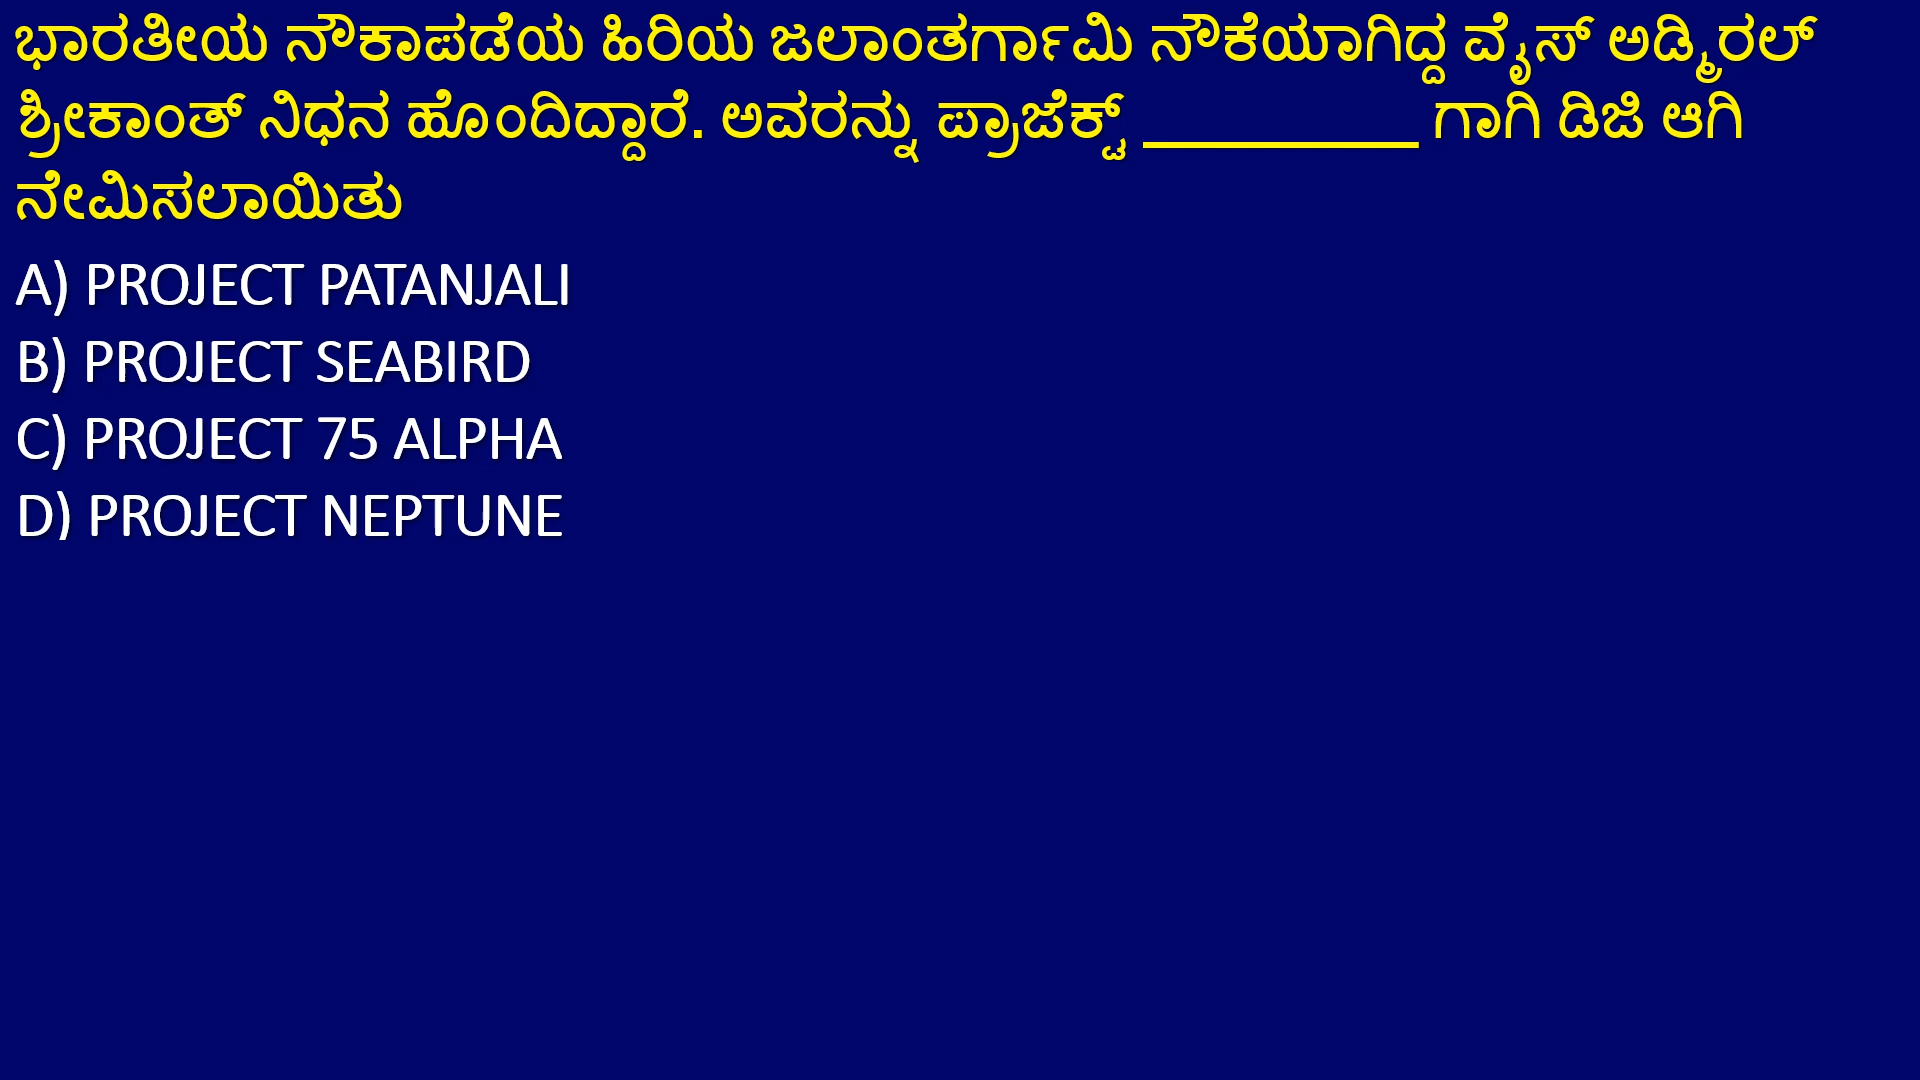 ಭಾರತೀಯ ನೌಕಾಪಡೆಯ ಹಿರಿಯ ಜಲಾಂತರ್ಗಾಮಿ ನೌಕೆಯಾಗಿದ್ದ ವೈಸ್ ಅಡ್ಮಿರಲ್
ಶ್ರೀಕಾಂತ್ ನಿಧನ ಹೊಂದಿದ್ದಾರೆ. ಅವರನ್ನು ಪ್ರಾಜೆಕ್ಟ್ __________ ಗಾಗಿ ಡಿಜಿ ಆಗಿ
ನೇಮಿಸಲಾಯಿತು
A) PROJECT PATANJALI
B) PROJECT SEABIRD
C) PROJECT 75 ALPHA
D) PROJECT NEPTUNE